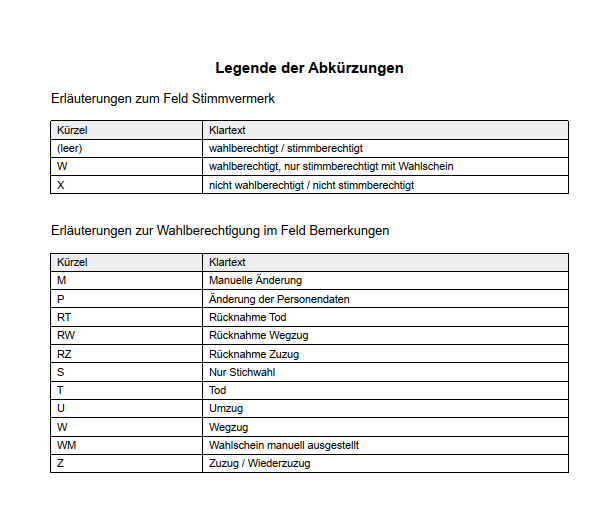 Legende der Abkürzungen
Erläuterungen zum Feld Stimmvermerk
Kürzel Klartext
(leer) wahlberechtigt / stimmberechtigt
W wahlberechtigt, nur stimmberechtigt mit Wahlschein
X nicht wahlberechtigt / nicht stimmberechtigt
Erläuterungen zur Wahlberechtigung im Feld Bemerkungen
Kürzel Klartext
M Manuelle Änderung
P Änderung der Personendaten
RT Rücknahme Tod
RW Rücknahme Wegzug
RZ Rücknahme Zuzug
S Nur Stichwahl
T Tod
U Umzug
W Wegzug
WM Wahlschein manuell ausgestellt
Z Zuzug / Wiederzuzug